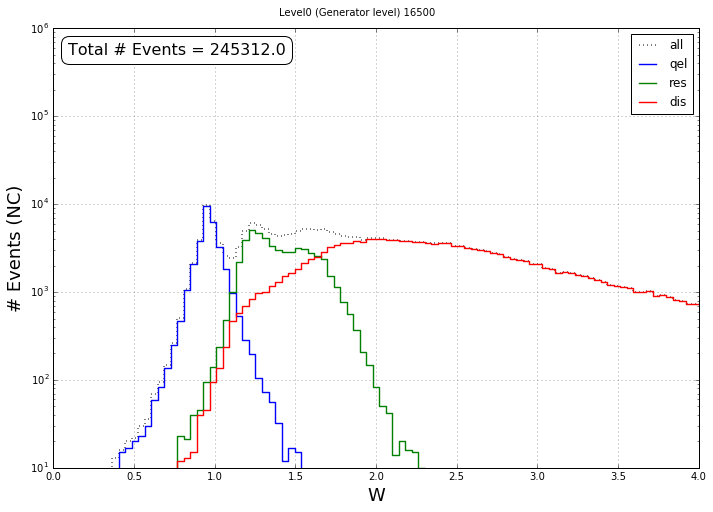 Level0 (Generator level) 16500
Total # Events = 245312.0
all
qel
res
dis
# Events (NC)
10^6
10^5
10^4
10^3
10^2
10^1
0.0 0.5 1.0 1.5 2.0 2.5 3.0 3.5 4.0
W